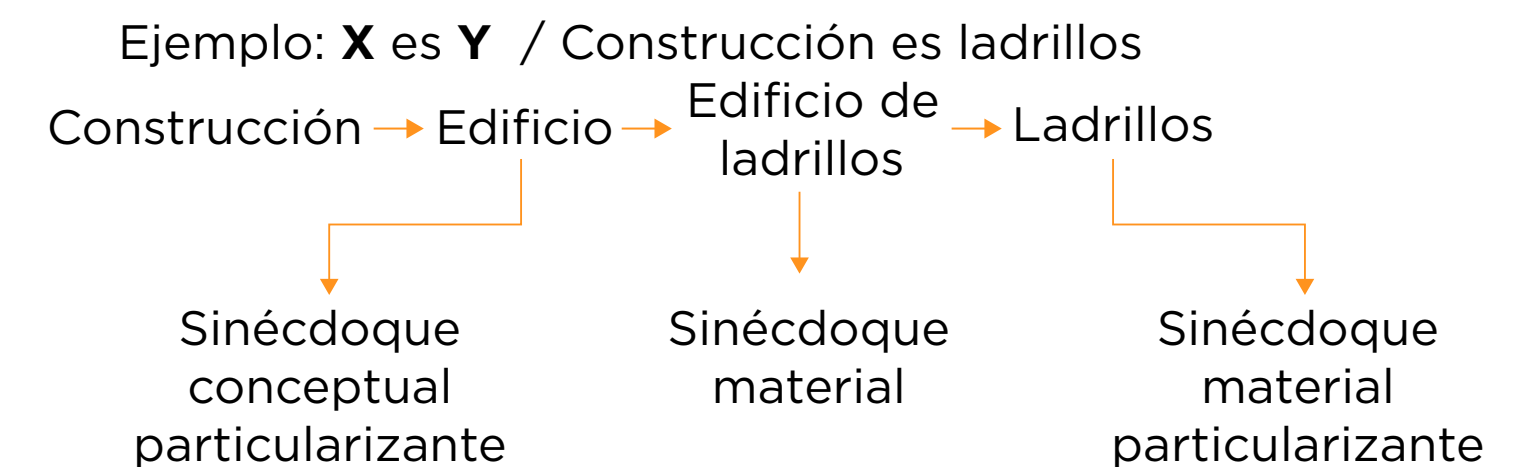 Ejemplo: X es Y / Construcción es ladrillos
Construcción Edificio Edificio de ladrillos Ladrillos
Sinécdoque conceptual particularizante
Sinécdoque material
Sinécdoque material particularizante